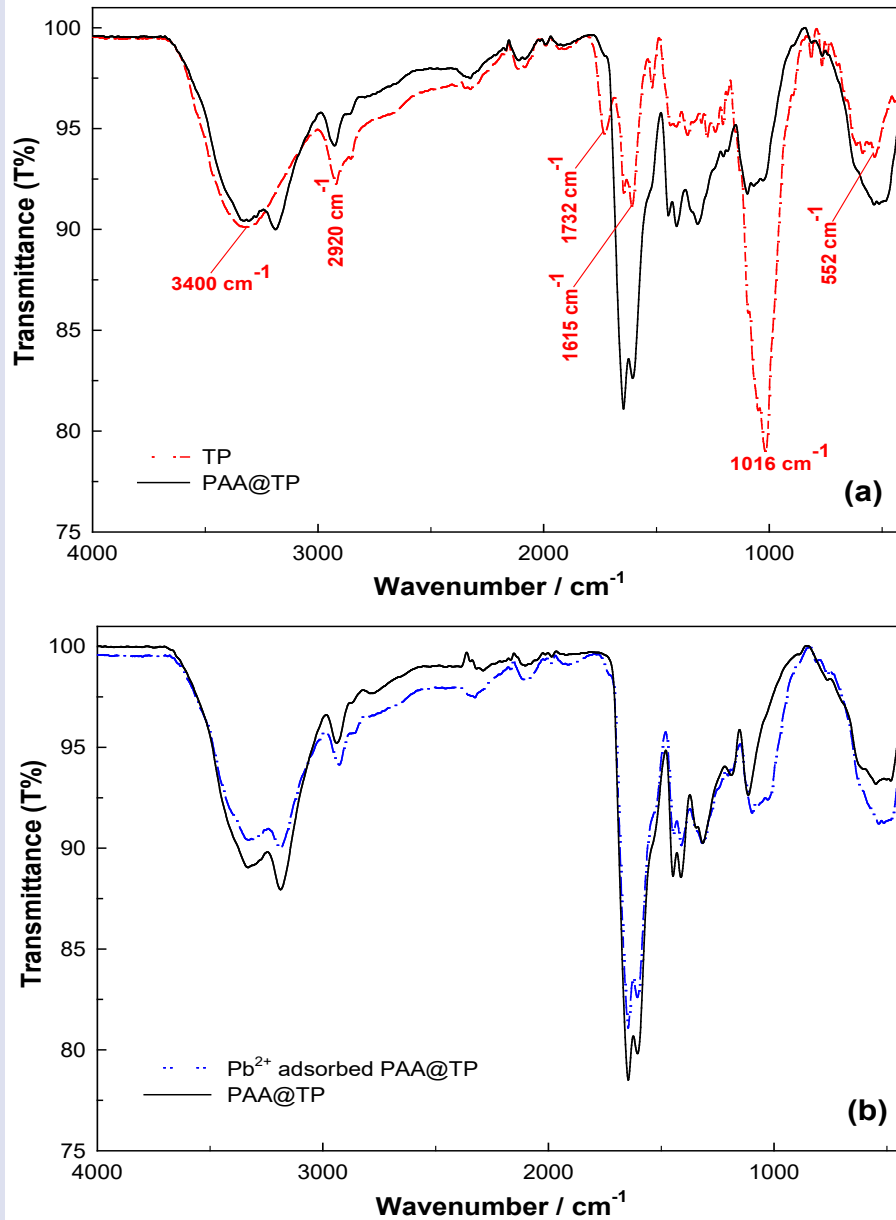 100
95
90
85
80
75
Transmittance (T%)
3400 cm⁻¹
2920 cm⁻¹
1732 cm⁻¹
1615 cm⁻¹
1016 cm⁻¹
552 cm⁻¹
TP
PAA@TP
(a)
4000 3000 2000 1000
Wavenumber / cm⁻¹
100
95
90
85
80
75
Transmittance (T%)
Pb²⁺ adsorbed PAA@TP
PAA@TP
(b)
4000 3000 2000 1000
Wavenumber / cm⁻¹